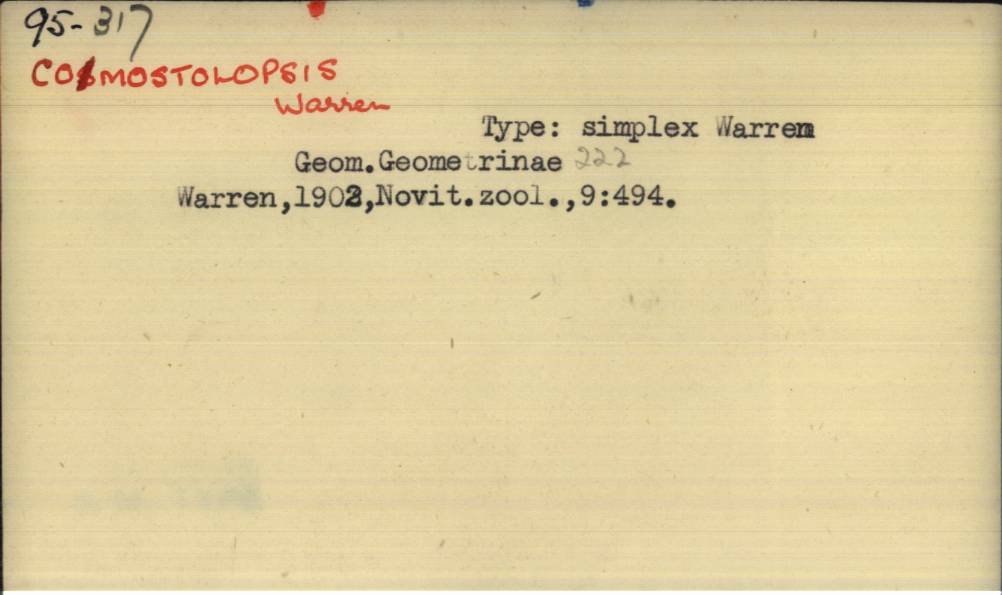 95-317
COSMOSTOLOPSIS
Warren
Type: simplex Warren
Geom.Geometrinae 222
Warren,1902,Novit.zool.,9:494.